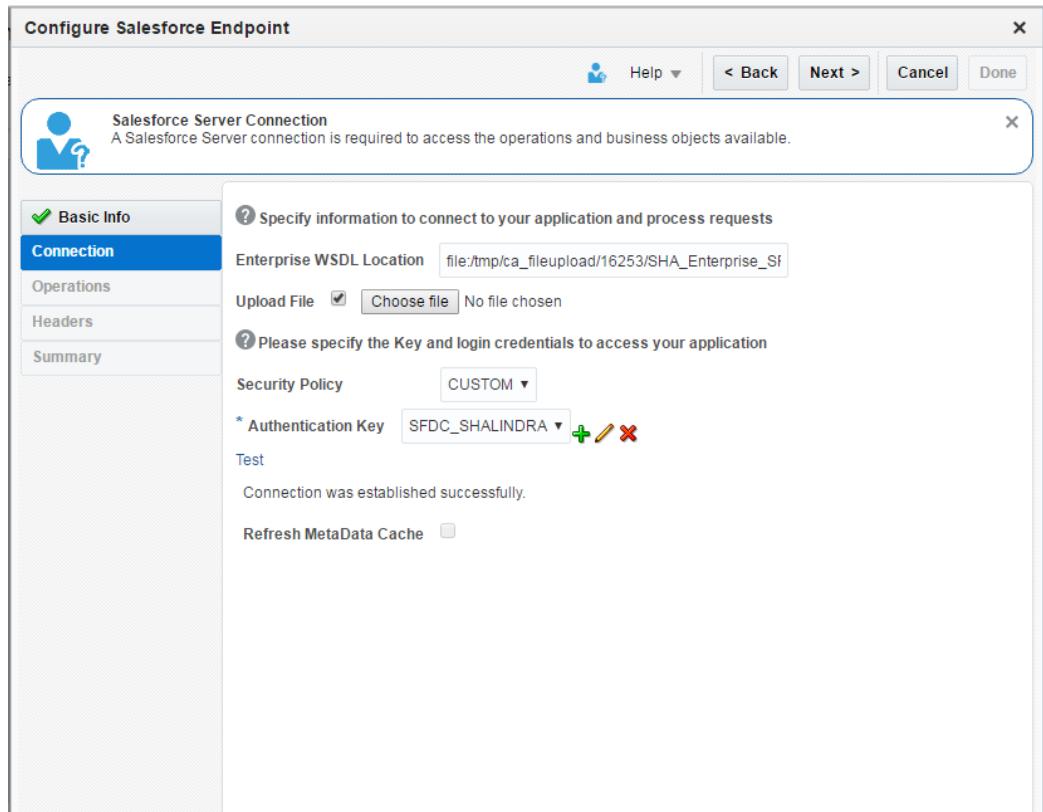 Configure Salesforce Endpoint
Help
< Back
Next >
Cancel
Done
Salesforce Server Connection
A Salesforce Server connection is required to access the operations and business objects available.
Basic Info
Connection
Operations
Headers
Summary
Specify information to connect to your application and process requests
Enterprise WSDL Location file:/tmp/ca_fileupload/16253/SHA_Enterprise_SF
Upload File Choose file No file chosen
Please specify the Key and login credentials to access your application
Security Policy CUSTOM
* Authentication Key SFDC_SHALINDRA
Test
Connection was established successfully.
Refresh MetaData Cache